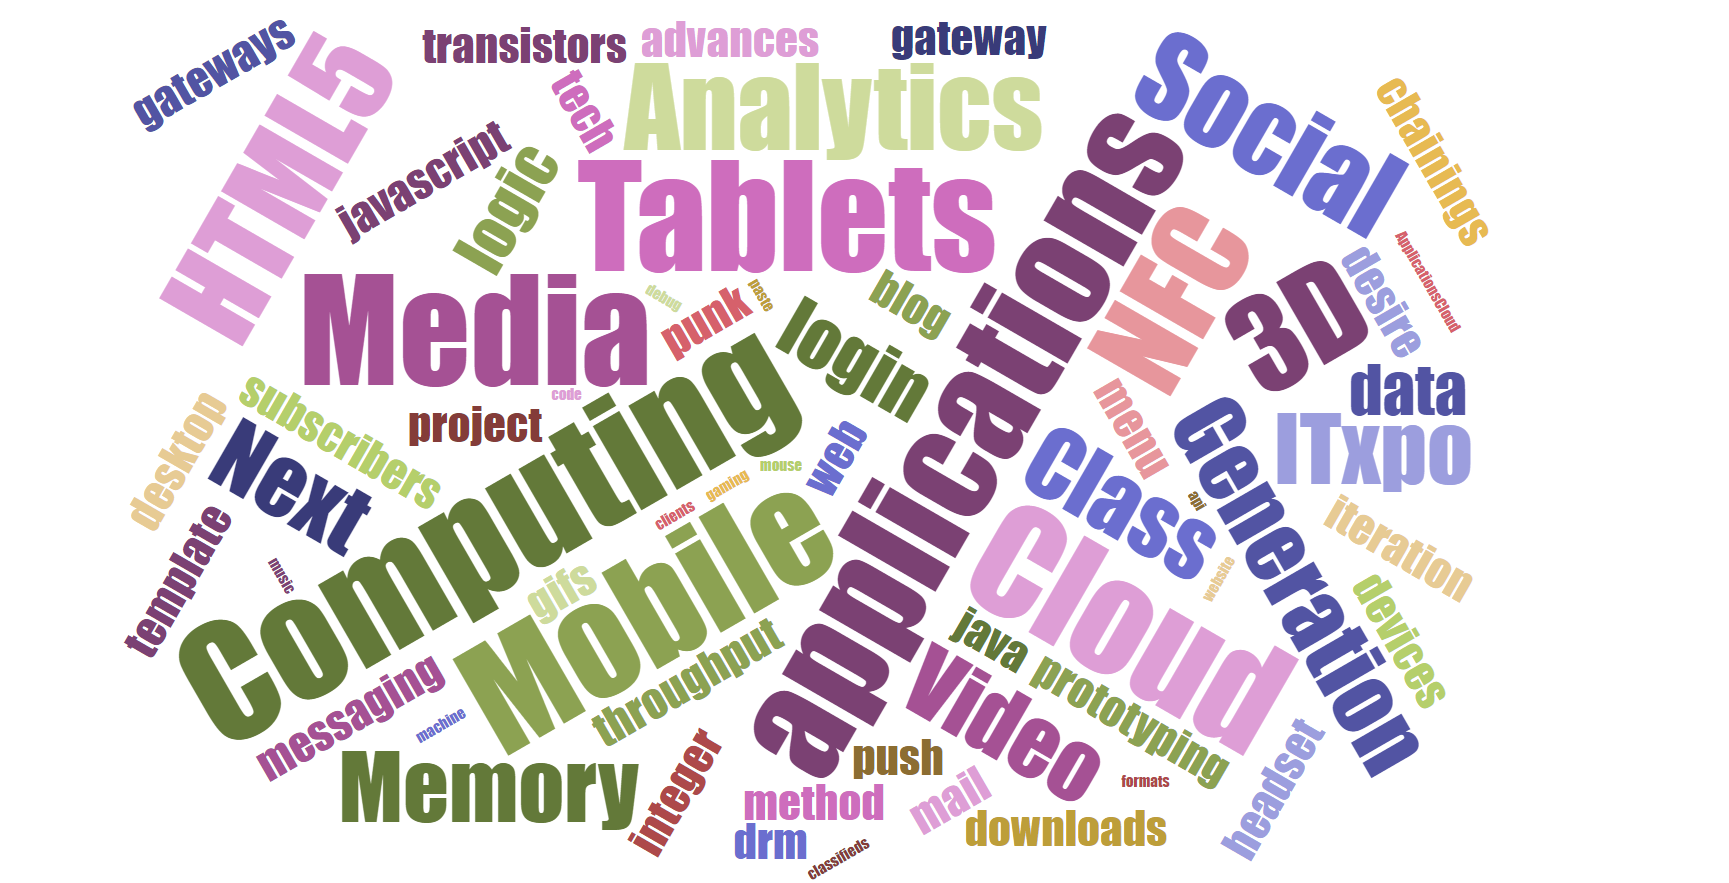 gateways
HTML5
transistors
advances
gateway
tech
Analytics
Social
chainings
javascript
logic
Tablets
applications
NFC
ApplicationsCloud
desire
3D
Media
debug
punk
paste
login
blog
code
project
Computing
subscribers
desktop
Next
template
music
mouse
gaming
clients
web
menu
data
ITxpo
Class
api
Generation
website
iteration
devices
Cloud
gifs
Mobile
throughput
messaging
machine
java
prototyping
Video
Memory
integer
push
formats
headset
method
mail
downloads
drm
classifieds